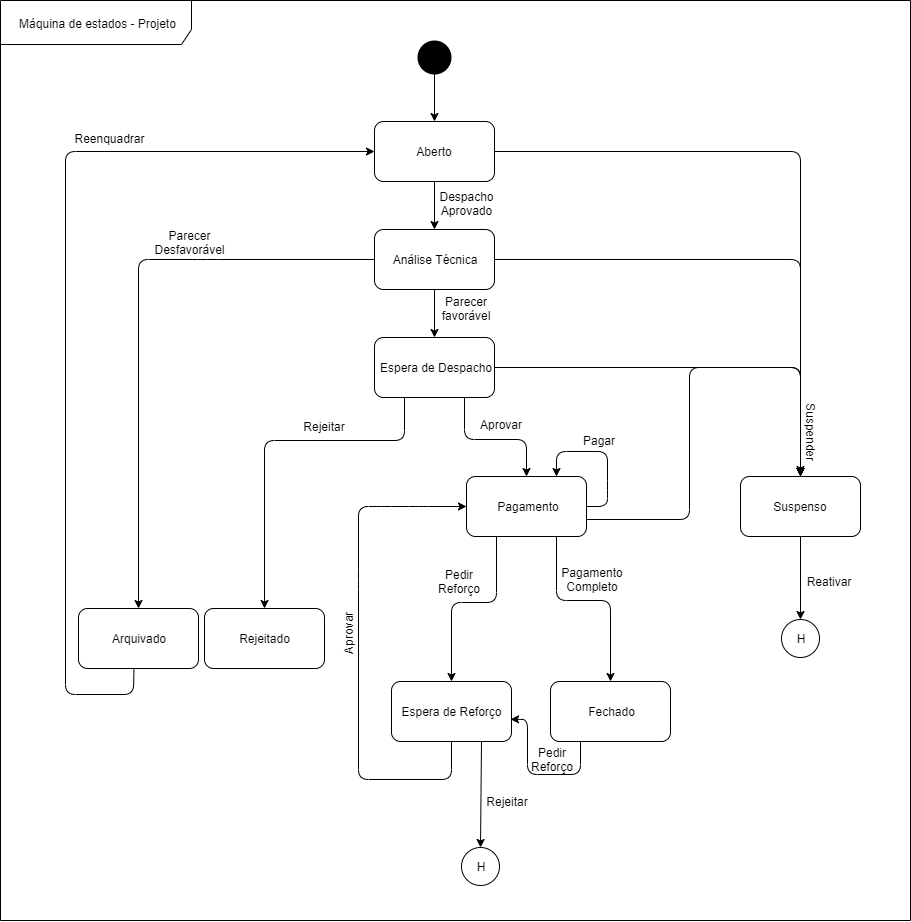 Máquina de estados - Projeto
Reenquadrar
Aberto
Despacho
Aprovado
Parecer
Desfavorável
Análise Técnica
Parecer
favorável
Espera de Despacho
Rejeitar
Aprovar
Pagar
Suspender
Pagamento
Suspenso
Pedir
Reforço
Pagamento
Completo
Reativar
Aprovar
Arquivado
Rejeitado
H
Espera de Reforço
Fechado
Pedir
Reforço
Rejeitar
H